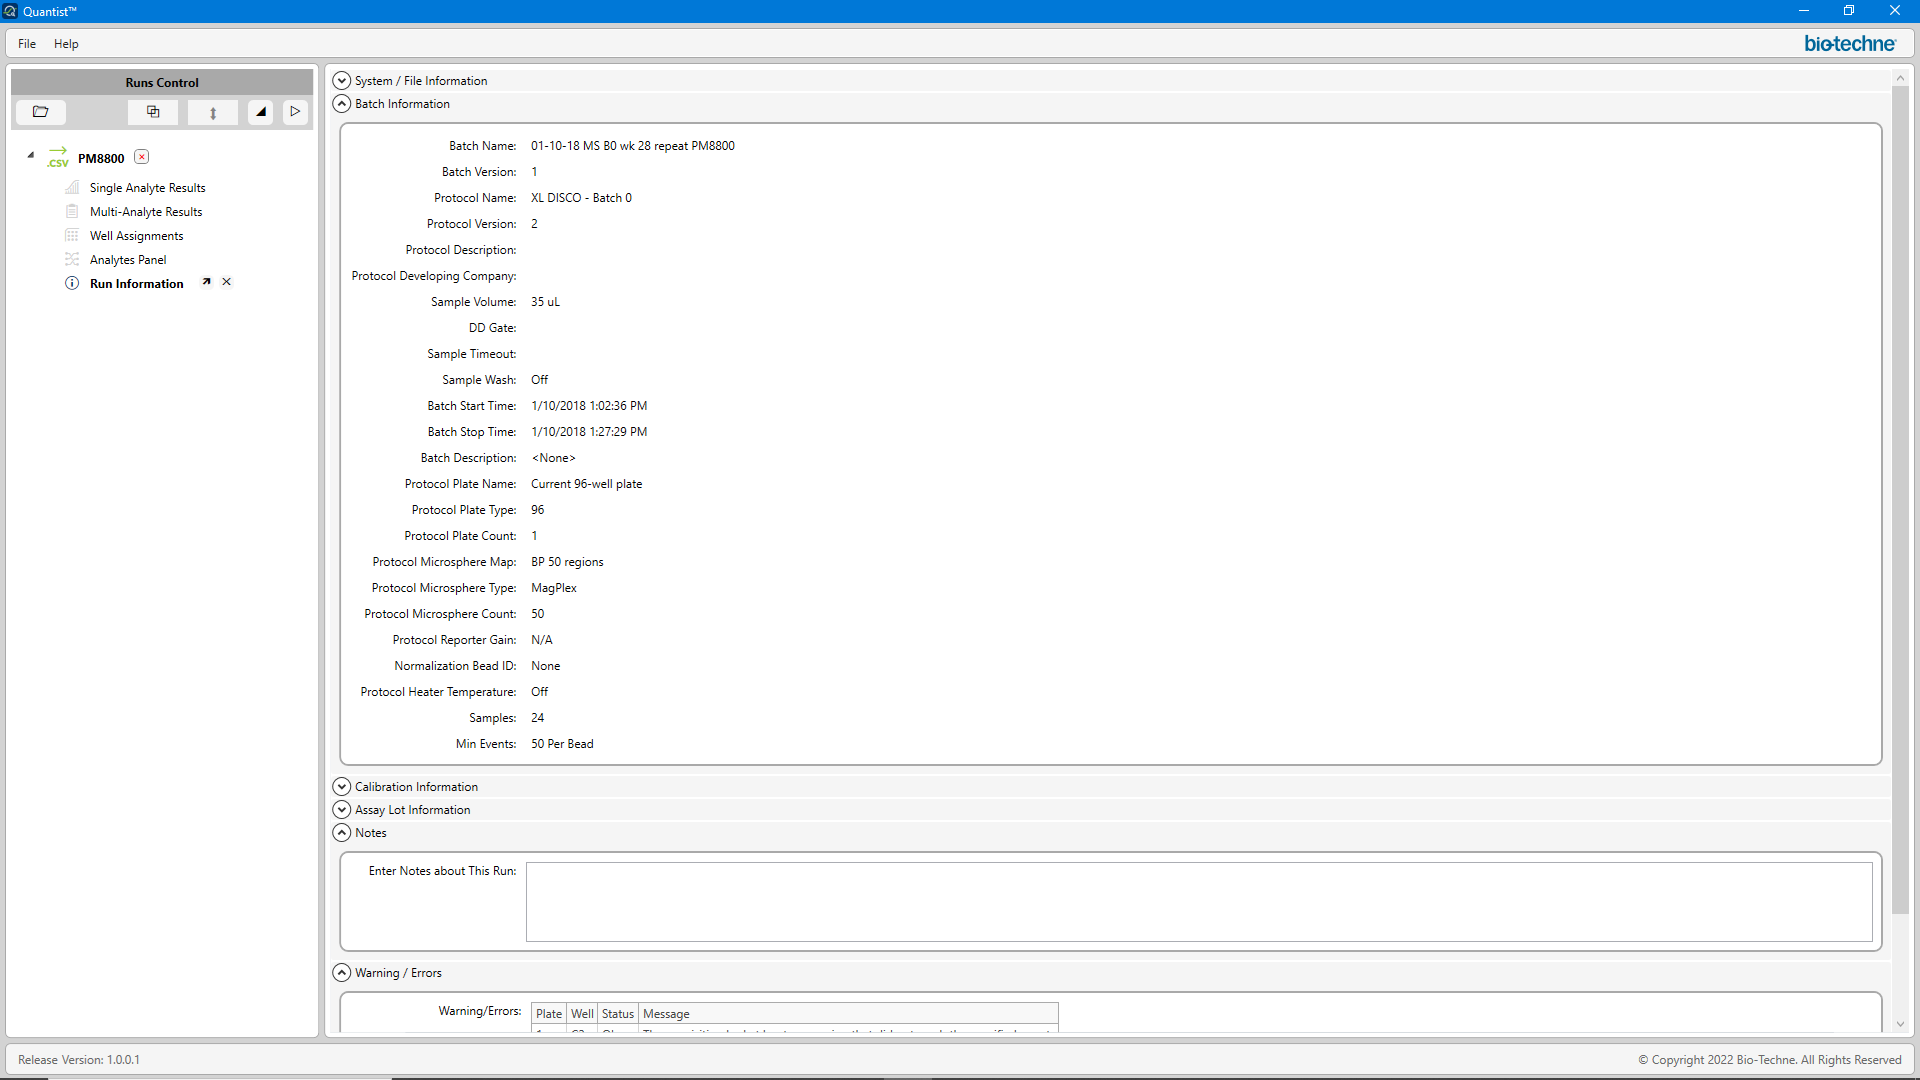 Quantist™
File Help
bio-techne
Runs Control
.CSV PM8800
Single Analyte Results
Multi-Analyte Results
Well Assignments
Analytes Panel
Run Information
System / File Information
Batch Information
Batch Name: 01-10-18 MS B0 wk 28 repeat PM8800
Batch Version: 1
Protocol Name: XL DISCO - Batch 0
Protocol Version: 2
Protocol Description:
Protocol Developing Company:
Sample Volume: 35 uL
DD Gate:
Sample Timeout:
Sample Wash: Off
Batch Start Time: 1/10/2018 1:02:36 PM
Batch Stop Time: 1/10/2018 1:27:29 PM
Batch Description: <None>
Protocol Plate Name: Current 96-well plate
Protocol Plate Type: 96
Protocol Plate Count: 1
Protocol Microsphere Map: BP 50 regions
Protocol Microsphere Type: MagPlex
Protocol Microsphere Count: 50
Protocol Reporter Gain: N/A
Normalization Bead ID: None
Protocol Heater Temperature: Off
Samples: 24
Min Events: 50 Per Bead
Calibration Information
Assay Lot Information
Notes
Enter Notes about This Run:
Warning / Errors
Warning/Errors: Plate Well Status Message
Release Version: 1.0.0.1
© Copyright 2022 Bio-Techne. All Rights Reserved